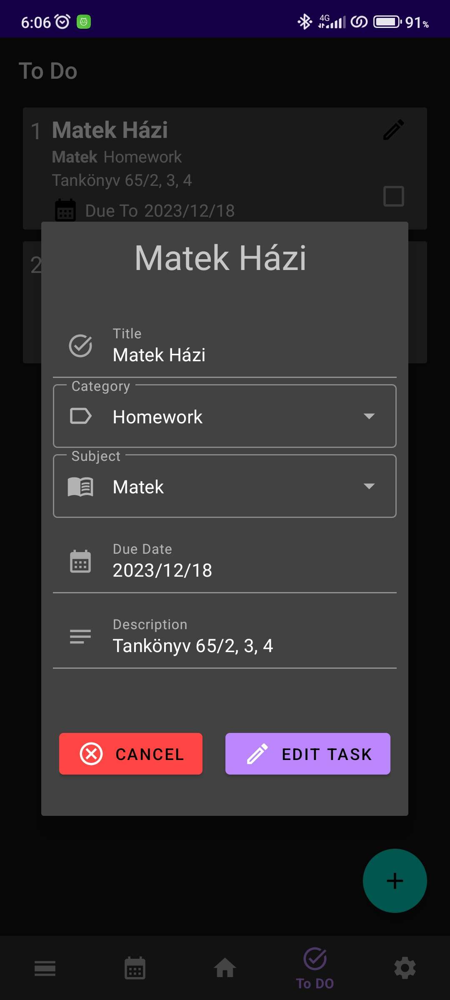 6:06 4G 91%
To Do
1 Matek Házi
Matek Homework
Tankönyv 65/2, 3, 4
Due To 2023/12/18
2
Matek Házi
Title
Matek Házi
Category
Homework
Subject
Matek
Due Date
2023/12/18
Description
Tankönyv 65/2, 3, 4
CANCEL EDIT TASK
To DO